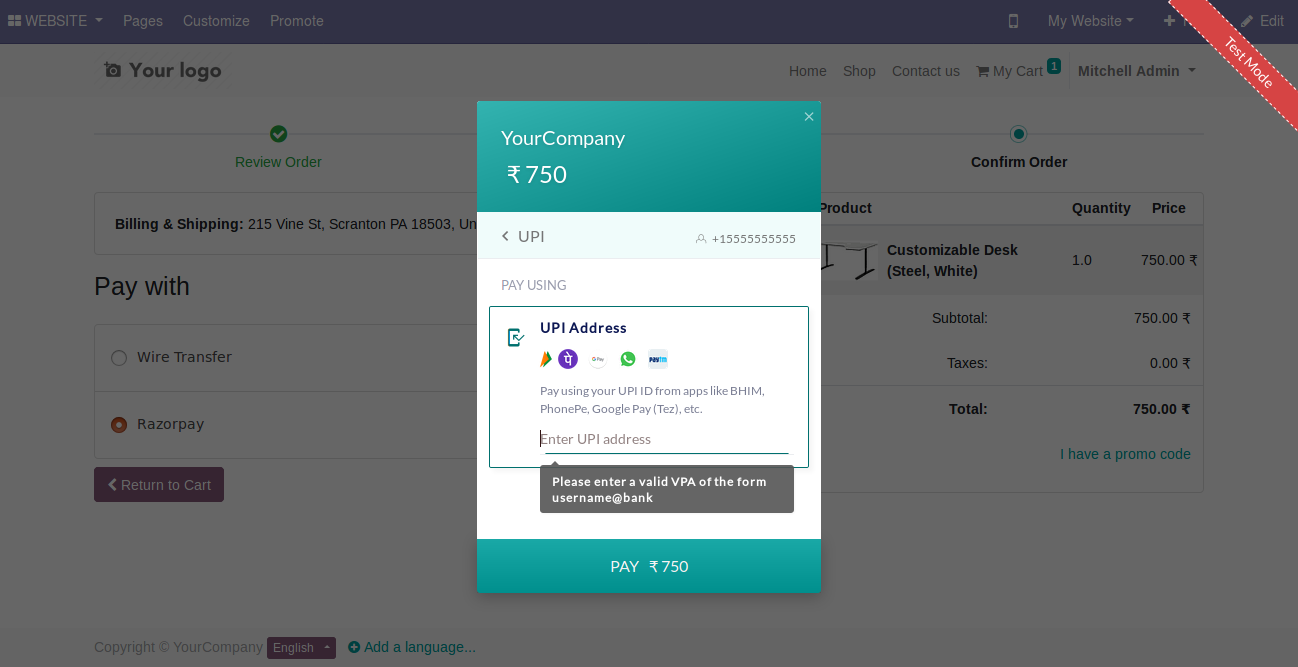 WEBSITE Pages Customize Promote My Website Edit
Test Mode
Your logo
Home Shop Contact us My Cart 1 Mitchell Admin
Review Order
Confirm Order
Billing & Shipping: 215 Vine St, Scranton PA 18503, Un
Pay with
Wire Transfer
Razorpay
Return to Cart
YourCompany
₹ 750
UPI +15555555555
PAY USING
UPI Address
G Pay Paytm
Pay using your UPI ID from apps like BHIM,
PhonePe, Google Pay (Tez), etc.
Enter UPI address
Please enter a valid VPA of the form
username@bank
PAY ₹ 750
Product Quantity Price
Customizable Desk
(Steel, White)
1.0 750.00 ₹
Subtotal: 750.00 ₹
Taxes: 0.00 ₹
Total: 750.00 ₹
I have a promo code
Copyright © YourCompany English Add a language...